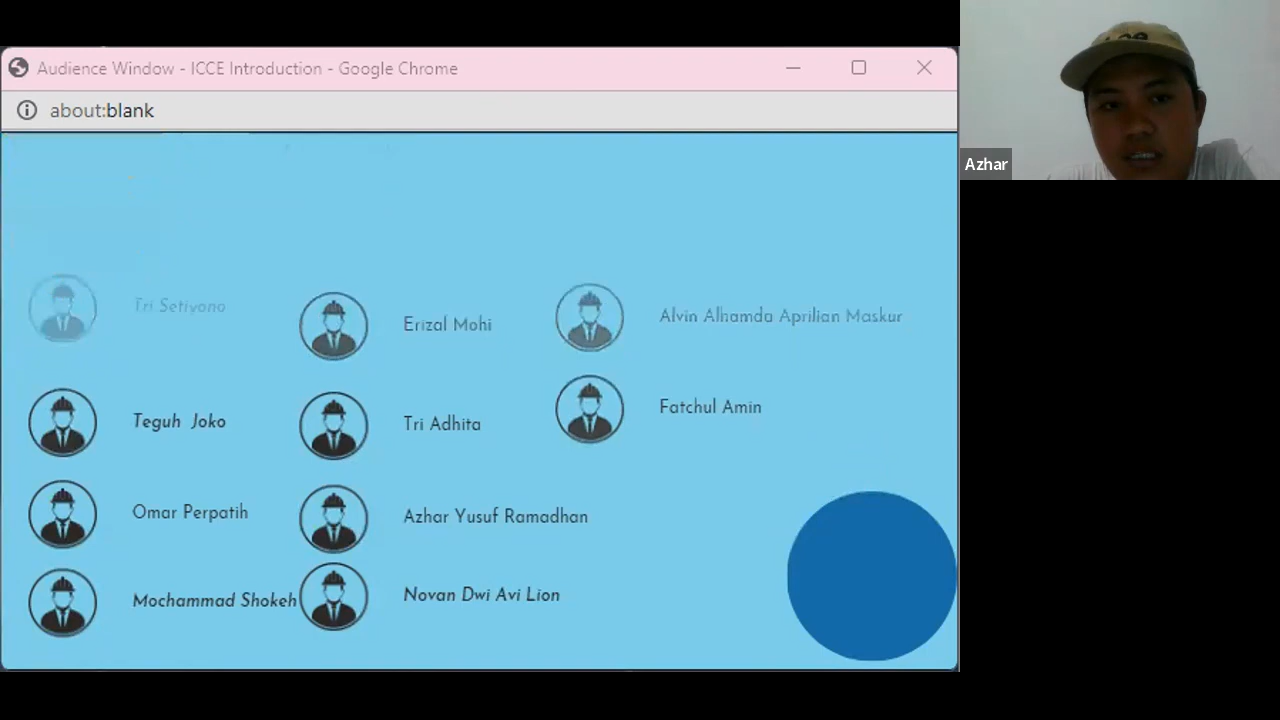 Audience Window - ICCE Introduction - Google Chrome
about:blank
Azhar
Tri Setiyono
Erizal Mohi
Alvin Alhamda Aprilian Maskur
Teguh Joko
Tri Adhita
Fatchul Amin
Omar Perpatih
Azhar Yusuf Ramadhan
Mochammad Shokeh
Novan Dwi Avi Lion